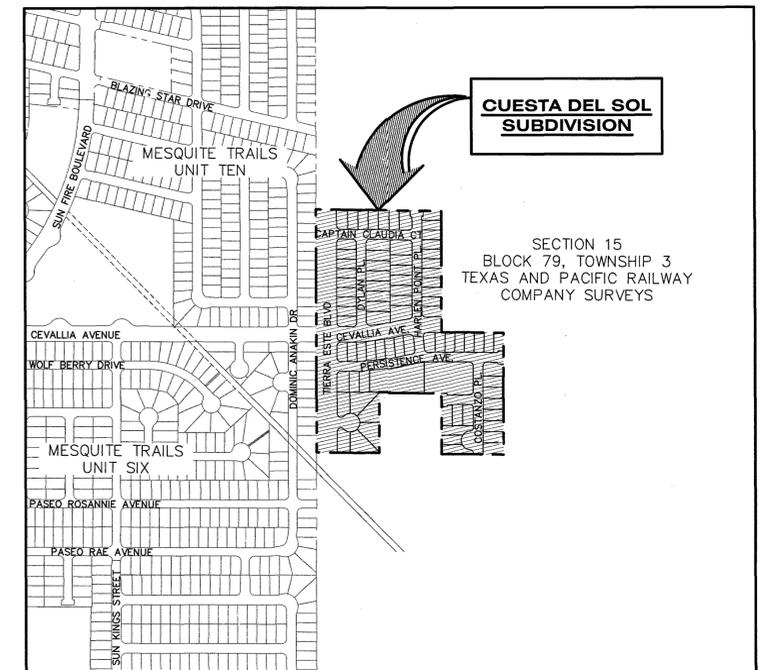 BLAZING STAR DRIVE
MESQUITE TRAILS
UNIT TEN
SUN FIRE BOULEVARD
CUESTA DEL SOL
SUBDIVISION
CAPTAIN CLAUDIA CT
SECTION 15
BLOCK 79, TOWNSHIP 3
TEXAS AND PACIFIC RAILWAY
COMPANY SURVEYS
DYLAN PL.
HARLEN POINT PL.
TIERRA ESTE BLVD
DOMINIC ANAKIN DR
CEVALLIA AVENUE
CEVALLIA AVE.
WOLF BERRY DRIVE
PERSISTENCE AVE.
COSTANZO PL.
MESQUITE TRAILS
UNIT SIX
PASEO ROSANNIE AVENUE
PASEO RAE AVENUE
SUN KINGS STREET